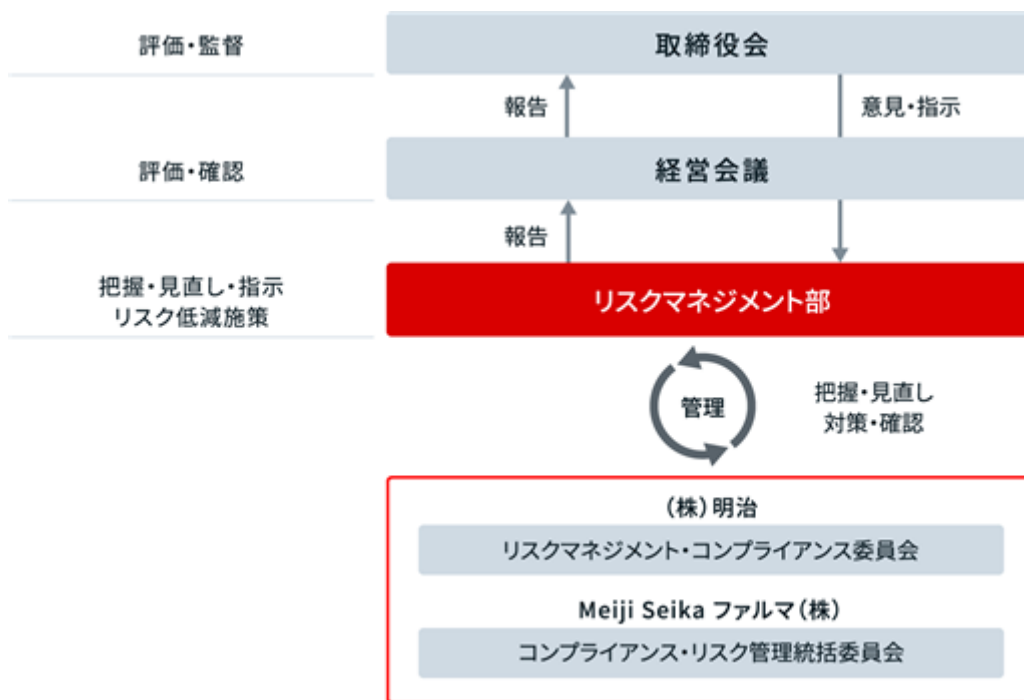 評価・監督
取締役会
報告
意見・指示
評価・確認
経営会議
報告
把握・見直し・指示
リスク低減施策
リスクマネジメント部
管理
把握・見直し
対策・確認
（株）明治
リスクマネジメント・コンプライアンス委員会
Meiji Seika ファルマ（株）
コンプライアンス・リスク管理統括委員会